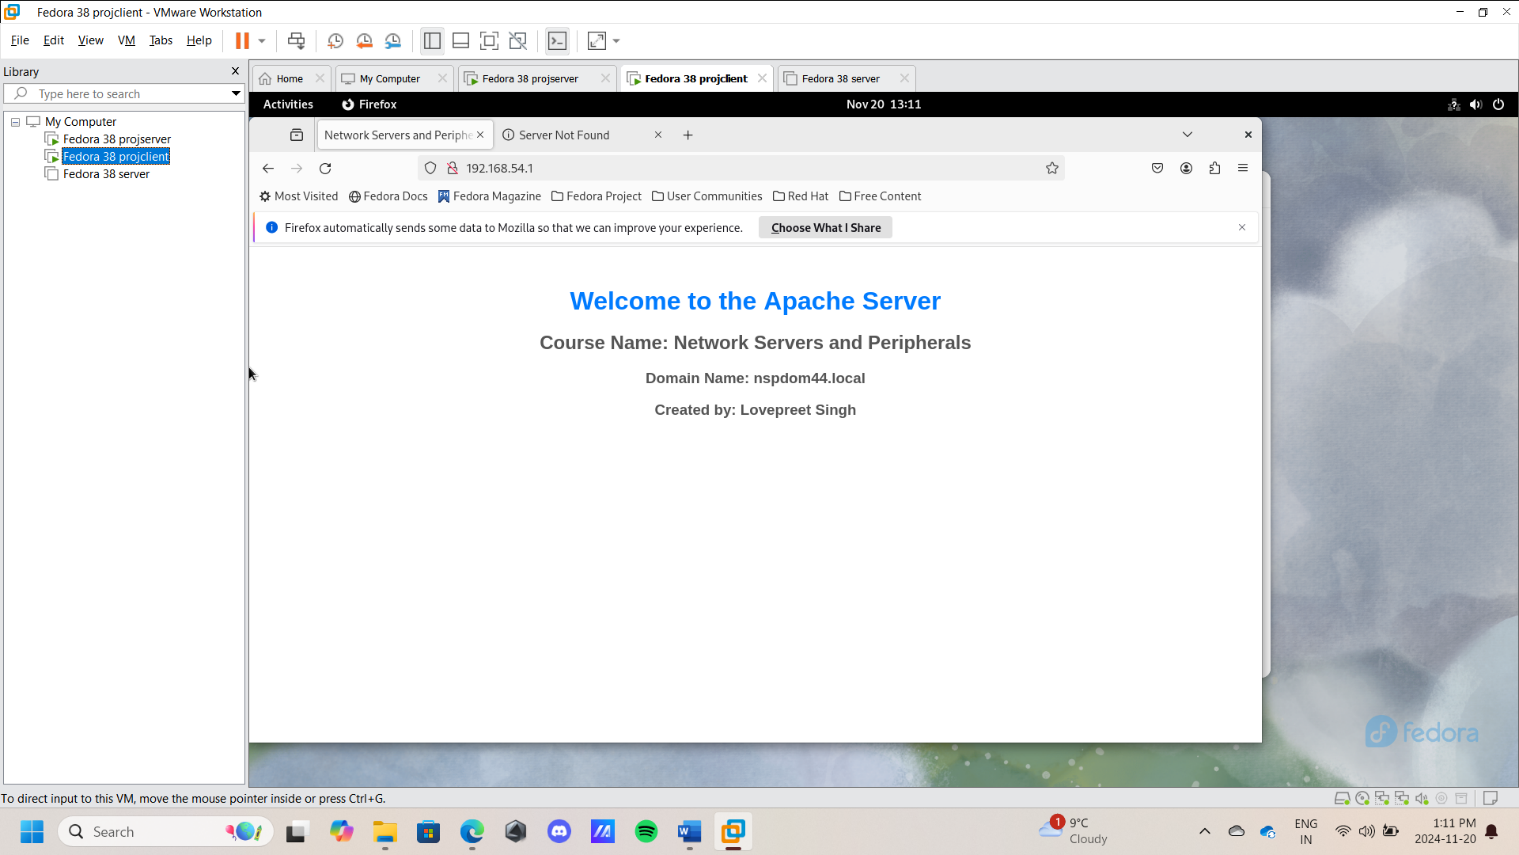 Fedora 38 projclient - VMware Workstation
File Edit View VM Tabs Help
Library
Type here to search
My Computer
Fedora 38 projserver
Fedora 38 projclient
Fedora 38 server
Home My Computer Fedora 38 projserver Fedora 38 projclient Fedora 38 server
Activities Firefox Nov 20 13:11
Network Servers and Periphe Server Not Found
192.168.54.1
Most Visited Fedora Docs Fedora Magazine Fedora Project User Communities Red Hat Free Content
Firefox automatically sends some data to Mozilla so that we can improve your experience. Choose What I Share
Welcome to the Apache Server
Course Name: Network Servers and Peripherals
Domain Name: nspdom44.local
Created by: Lovepreet Singh
fedora
To direct input to this VM, move the mouse pointer inside or press Ctrl+G.
Search
1
9°C
Cloudy
ENG
IN
1:11 PM
2024-11-20